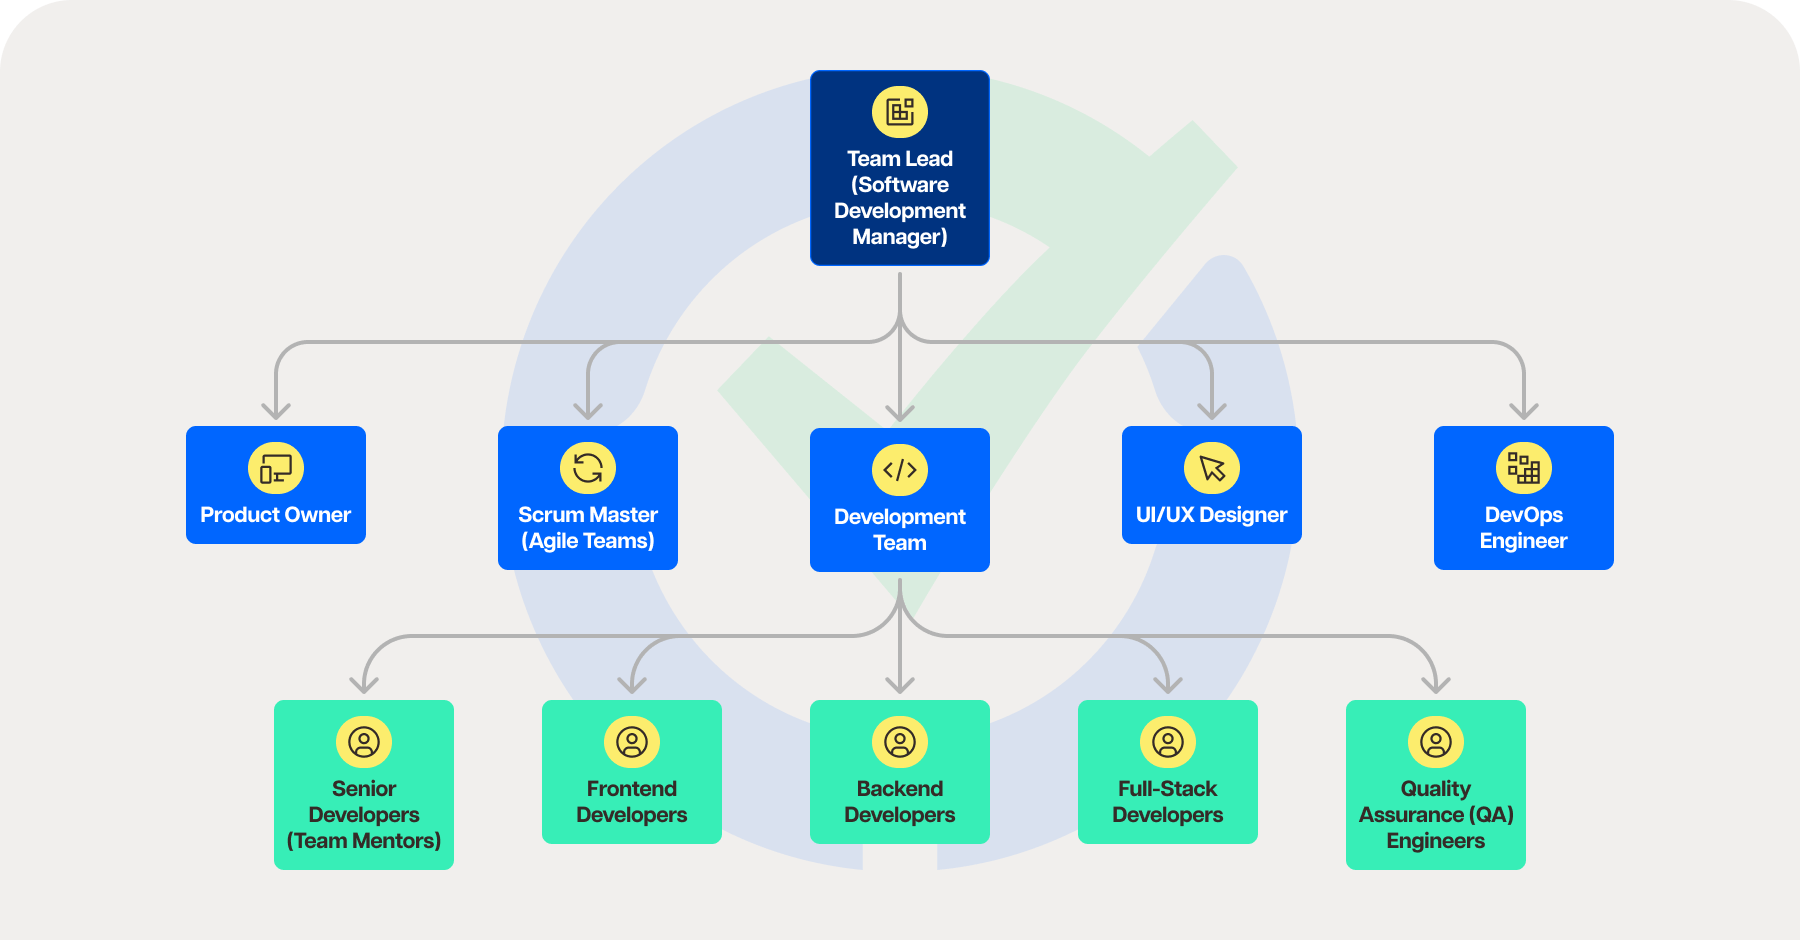 Team Lead
(Software
Development
Manager)
Product Owner
Scrum Master
(Agile Teams)
Development
Team
UI/UX Designer
DevOps
Engineer
Senior
Developers
(Team Mentors)
Frontend
Developers
Backend
Developers
Full-Stack
Developers
Quality
Assurance (QA)
Engineers